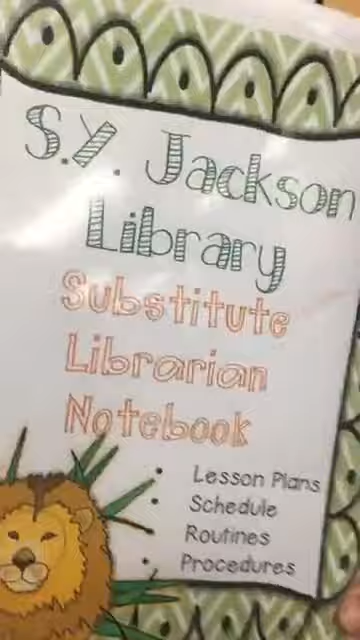 S.Y. Jackson
Library
Substitute
Librarian
Notebook
• Lesson Plans
• Schedule
• Routines
• Procedures